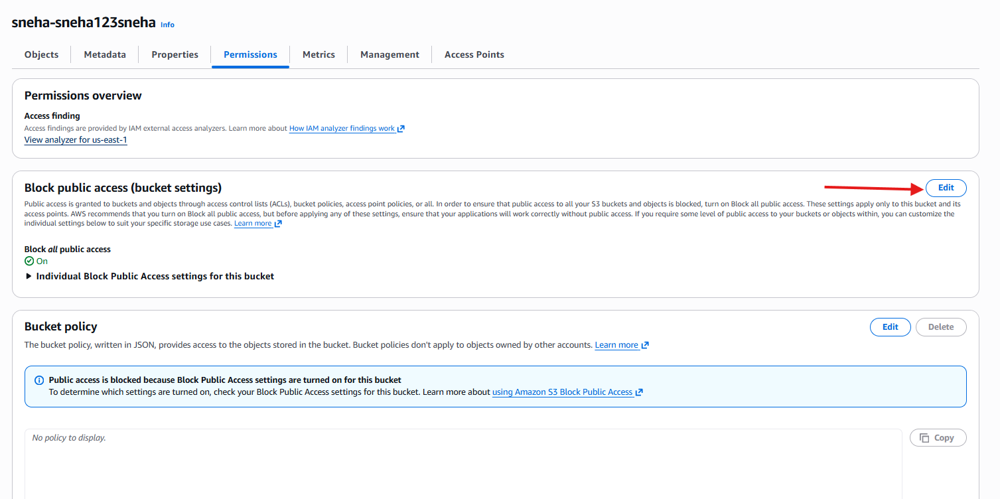 sneha-sneha123sneha Info
Objects Metadata Properties Permissions Metrics Management Access Points
Permissions overview
Access finding
Access findings are provided by IAM external access analyzers. Learn more about How IAM analyzer findings work
View analyzer for us-east-1
Block public access (bucket settings)
Edit
Public access is granted to buckets and objects through access control lists (ACLs), bucket policies, access point policies, or all. In order to ensure that public access to all your S3 buckets and objects is blocked, turn on Block all public access. These settings apply only to this bucket and its
access points. AWS recommends that you turn on Block all public access, but before applying any of these settings, ensure that your applications will work correctly without public access. If you require some level of public access to your buckets or objects within, you can customize the
individual settings below to suit your specific storage use cases. Learn more
Block all public access
On
Individual Block Public Access settings for this bucket
Bucket policy
Edit Delete
The bucket policy, written in JSON, provides access to the objects stored in the bucket. Bucket policies don't apply to objects owned by other accounts. Learn more
Public access is blocked because Block Public Access settings are turned on for this bucket
To determine which settings are turned on, check your Block Public Access settings for this bucket. Learn more about using Amazon S3 Block Public Access
No policy to display.
Copy